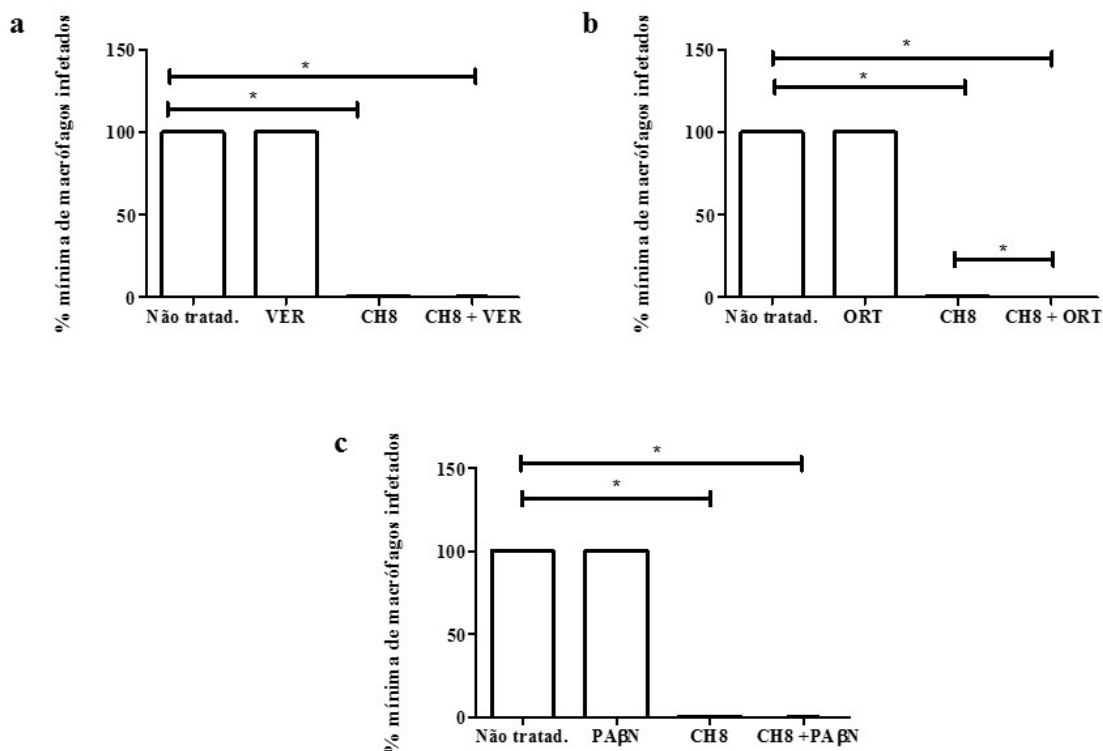 a
% mínima de macrófagos infetados
150
100
50
0
*
*
Não tratad. VER CH8 CH8 + VER
b
% mínima de macrófagos infetados
150
100
50
0
*
*
*
Não tratad. ORT CH8 CH8 + ORT
c
% mínima de macrófagos infetados
150
100
50
0
*
*
Não tratad. PAβN CH8 CH8 +PAβN